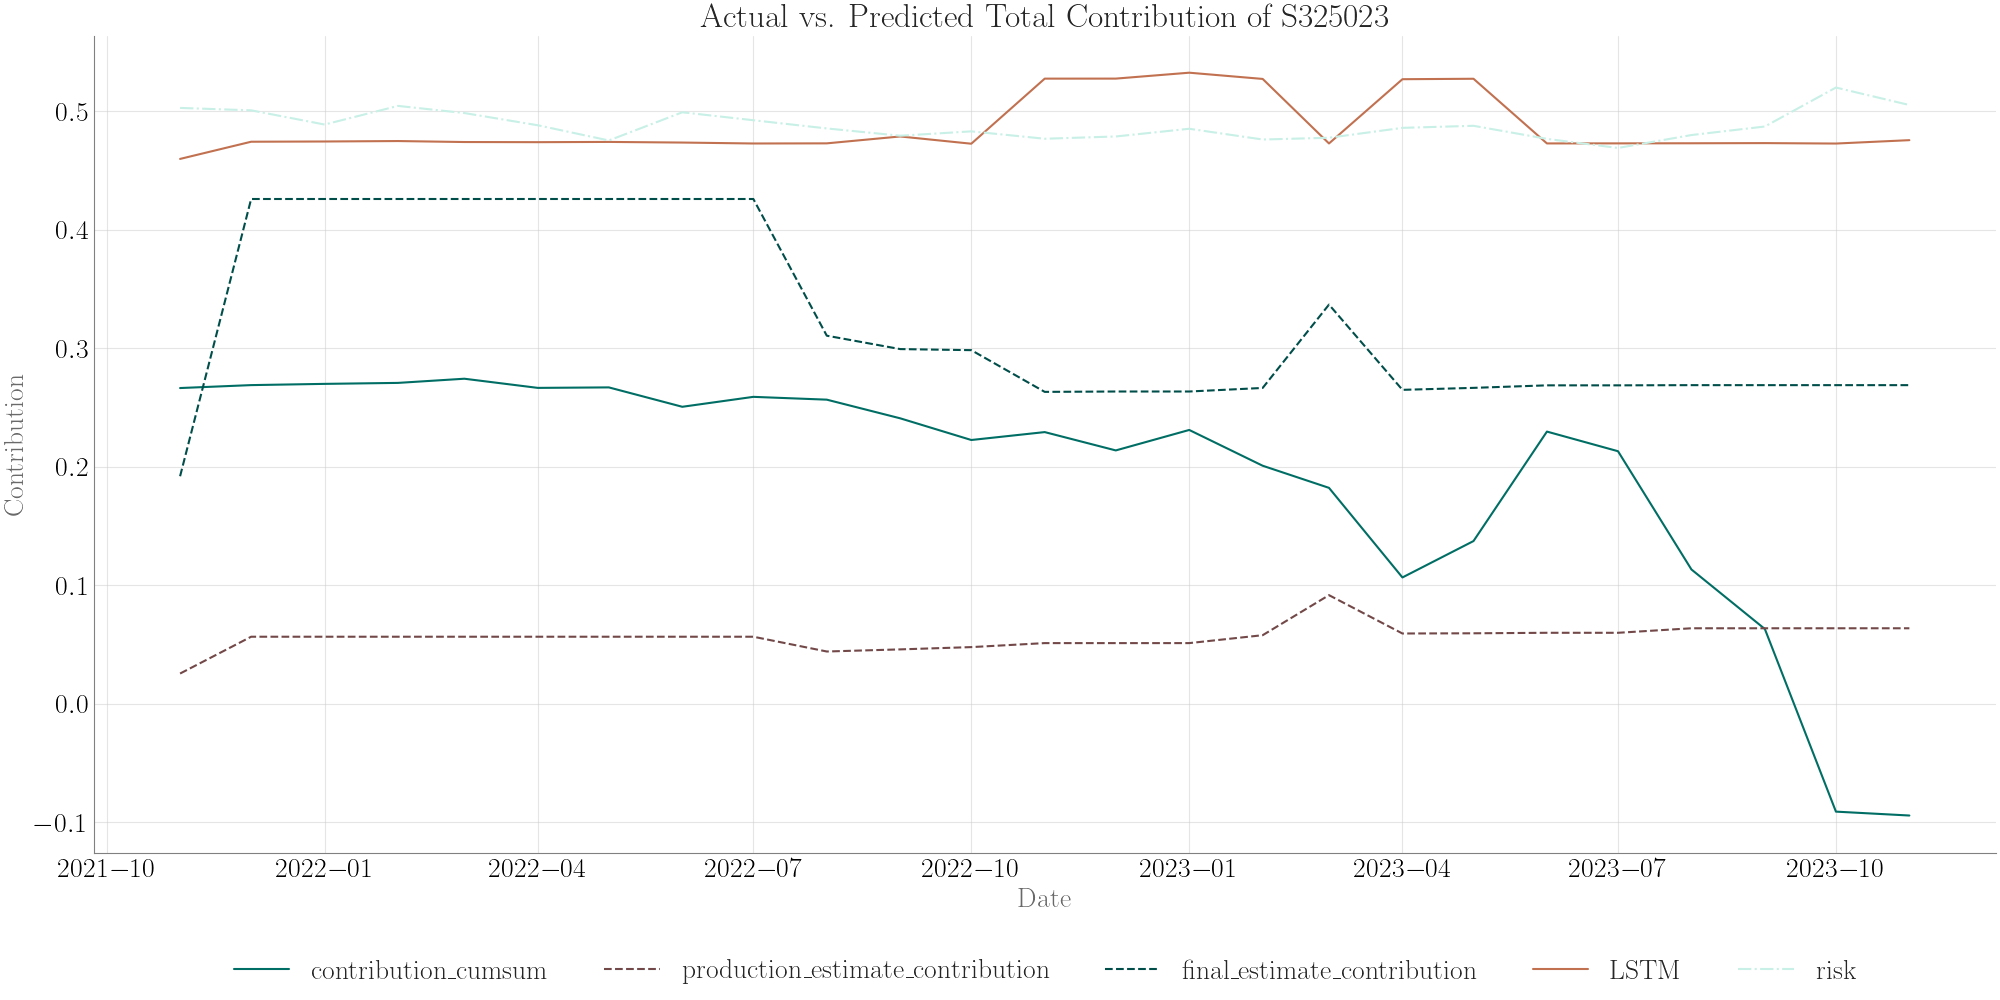 Actual vs. Predicted Total Contribution of S325023
Contribution
0.5
0.4
0.3
0.2
0.1
0.0
−0.1
2021−10 2022−01 2022−04 2022−07 2022−10 2023−01 2023−04 2023−07 2023−10
Date
contribution_cumsum production_estimate_contribution final_estimate_contribution LSTM risk